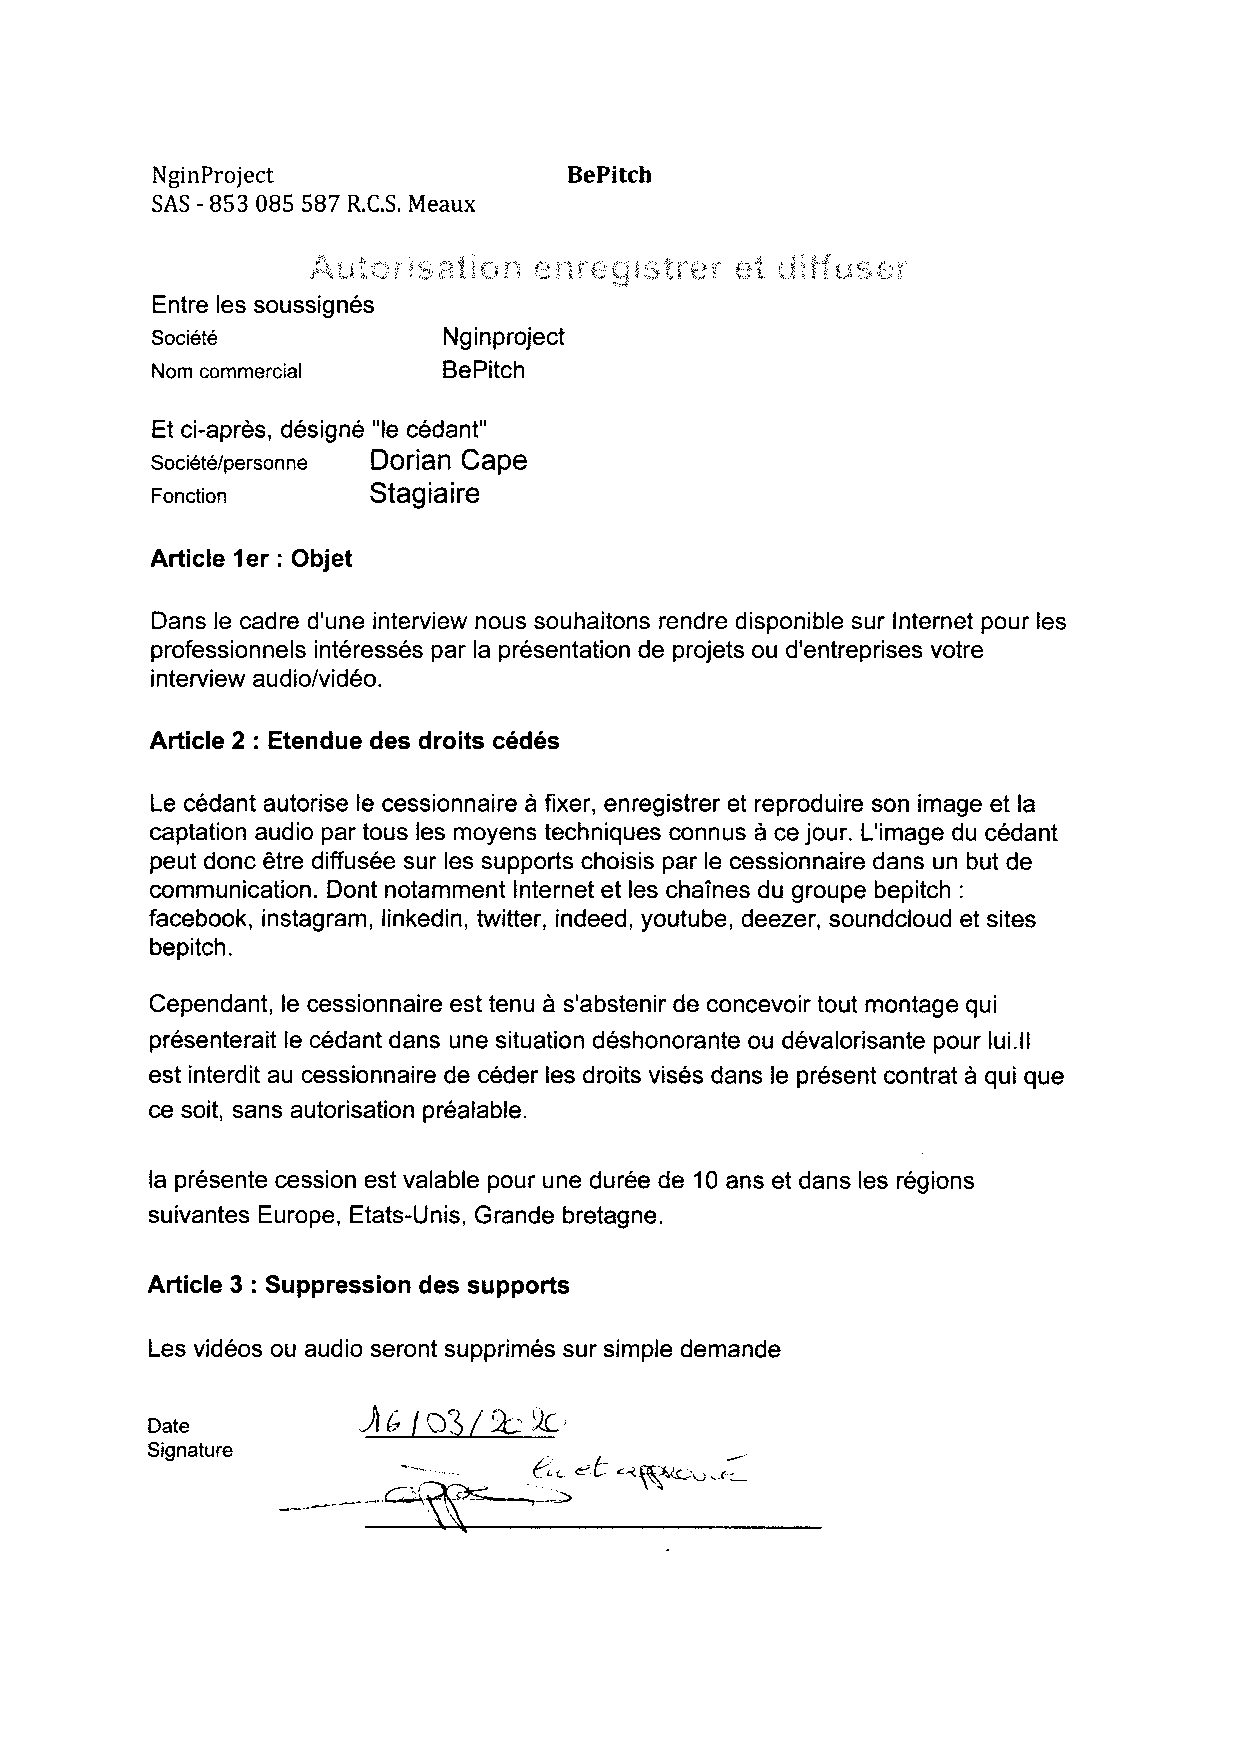 NginProject BePitch
SAS - 853 085 587 R.C.S. Meaux
Autorisation enregistrer et diffuser
Entre les soussignés
Société Nginproject
Nom commercial BePitch
Et ci-après, désigné "le cédant"
Société/personne Dorian Cape
Fonction Stagiaire
Article 1er : Objet
Dans le cadre d'une interview nous souhaitons rendre disponible sur Internet pour les
professionnels intéressés par la présentation de projets ou d'entreprises votre
interview audio/vidéo.
Article 2 : Etendue des droits cédés
Le cédant autorise le cessionnaire à fixer, enregistrer et reproduire son image et la
captation audio par tous les moyens techniques connus à ce jour. L'image du cédant
peut donc être diffusée sur les supports choisis par le cessionnaire dans un but de
communication. Dont notamment Internet et les chaînes du groupe bepitch :
facebook, instagram, linkedin, twitter, indeed, youtube, deezer, soundcloud et sites
bepitch.
Cependant, le cessionnaire est tenu à s'abstenir de concevoir tout montage qui
présenterait le cédant dans une situation déshonorante ou dévalorisante pour lui.Il
est interdit au cessionnaire de céder les droits visés dans le présent contrat à qui que
ce soit, sans autorisation préalable.
la présente cession est valable pour une durée de 10 ans et dans les régions
suivantes Europe, Etats-Unis, Grande bretagne.
Article 3 : Suppression des supports
Les vidéos ou audio seront supprimés sur simple demande
Date 16/03/2020
Signature
lu et approuvé